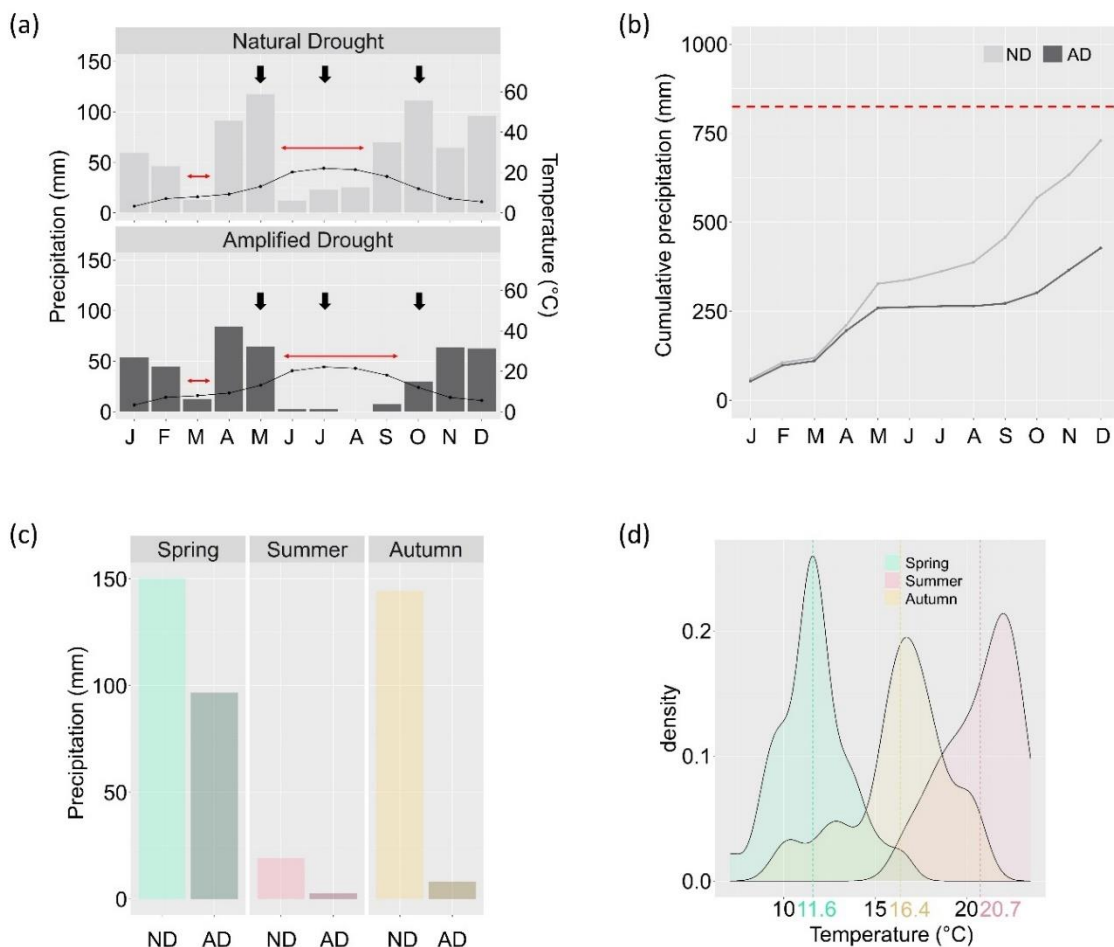 (a)
Natural Drought
150
100
50
0
60
40
20
0
Amplified Drought
150
100
50
0
60
40
20
0
Precipitation (mm)
Temperature (°C)
J F M A M J J A S O N D
(b)
1000
750
500
250
0
ND AD
Cumulative precipitation (mm)
J F M A M J J A S O N D
(c)
Spring Summer Autumn
150
100
50
0
Precipitation (mm)
ND AD ND AD ND AD
(d)
Spring
Summer
Autumn
0.2
0.1
0.0
density
10 11.6 15 16.4 20 20.7
Temperature (°C)